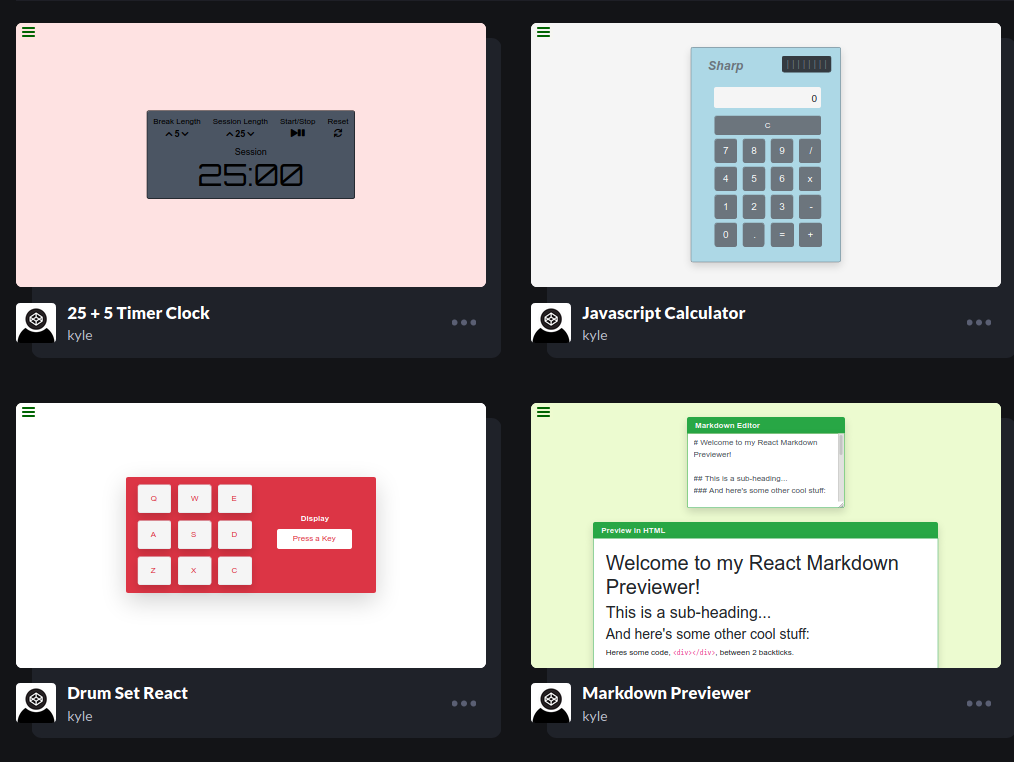 Break Length Session Length Start/Stop Reset
5 25
Session
25:00
25 + 5 Timer Clock
kyle
Sharp
0
C
7 8 9 /
4 5 6 x
1 2 3 -
0 . = +
Javascript Calculator
kyle
Q W E
A S D
Z X C
Display
Press a Key
Drum Set React
kyle
Markdown Editor
# Welcome to my React Markdown
Previewer!
## This is a sub-heading...
### And here's some other cool stuff:
Preview in HTML
Welcome to my React Markdown
Previewer!
This is a sub-heading...
And here's some other cool stuff:
Heres some code, <div></div>, between 2 backticks.
Markdown Previewer
kyle